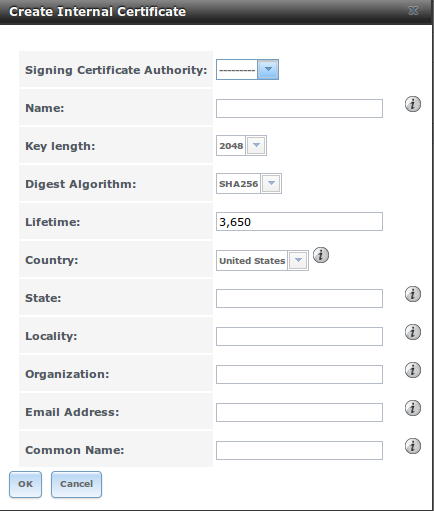 Create Internal Certificate
Signing Certificate Authority: ---------
Name:
Key length: 2048
Digest Algorithm: SHA256
Lifetime: 3,650
Country: United States
State:
Locality:
Organization:
Email Address:
Common Name:
OK Cancel